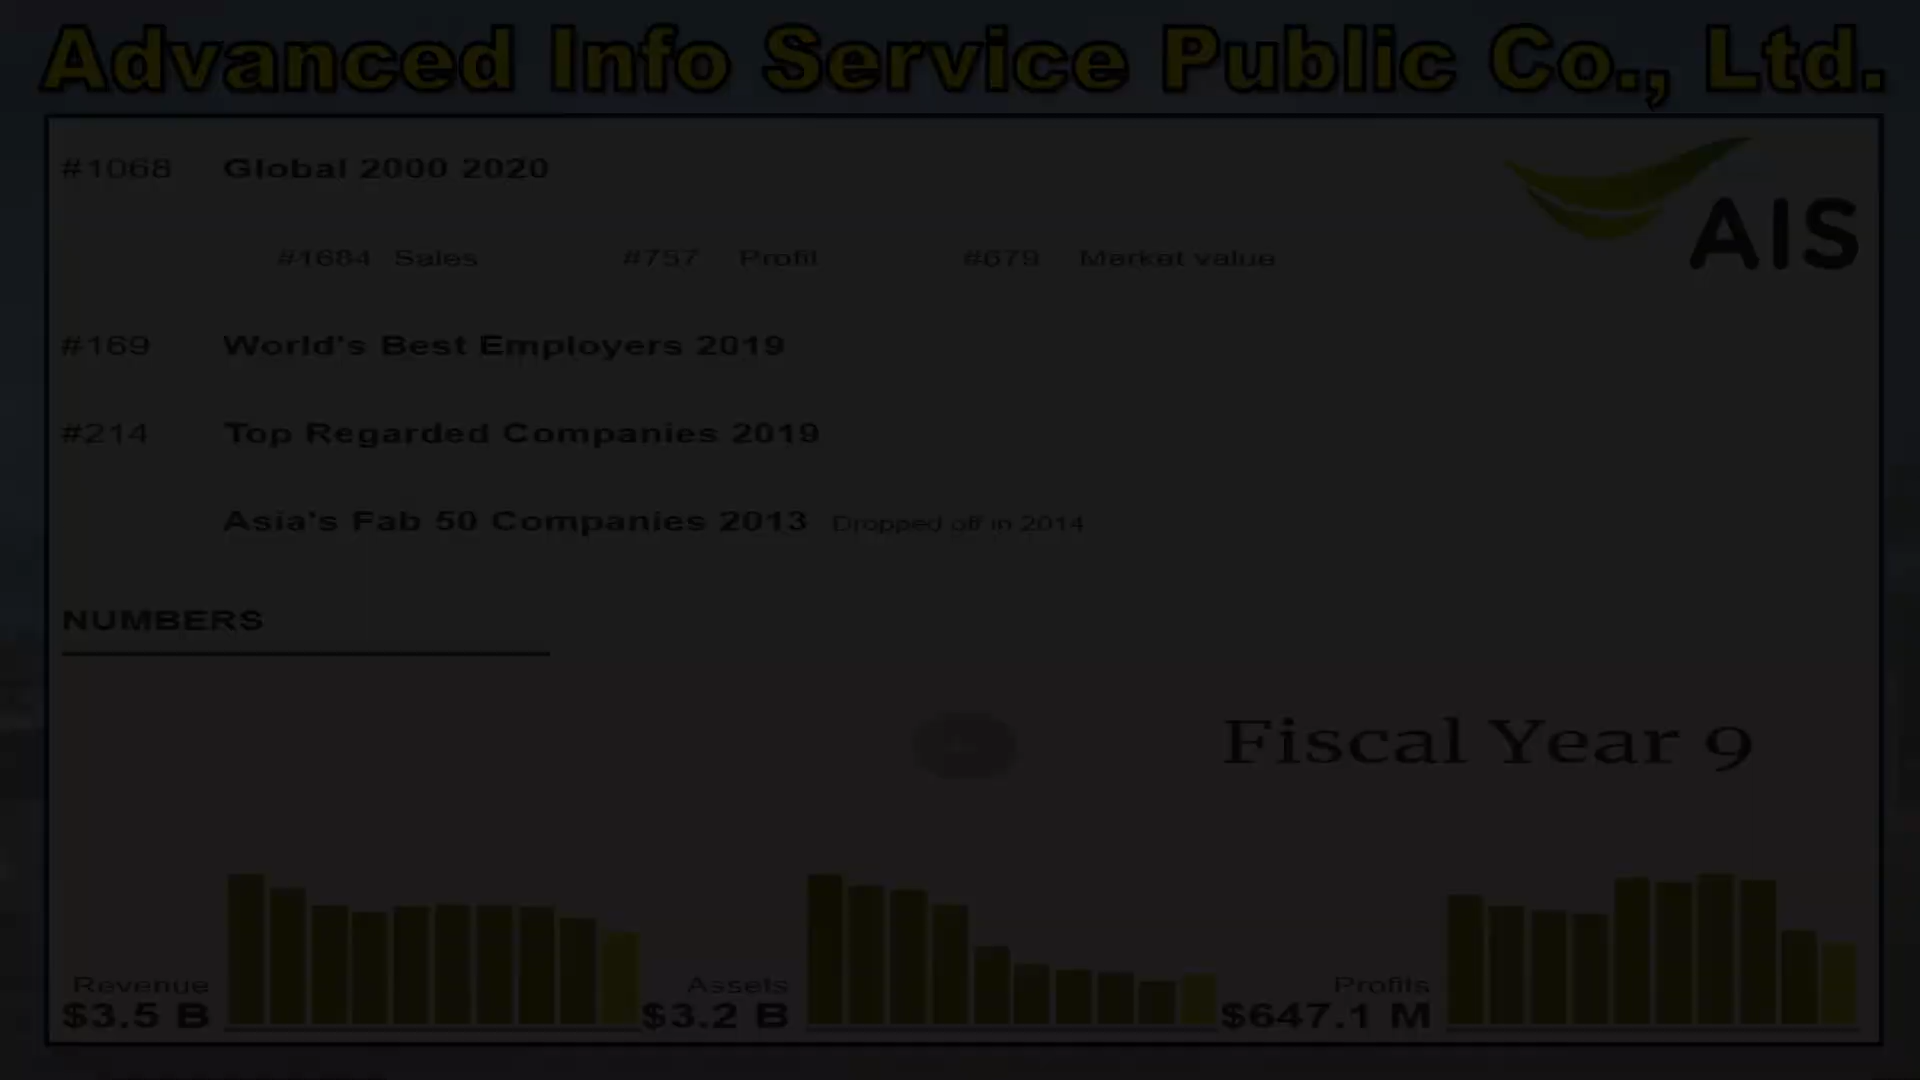 Advanced Info Service Public Co., Ltd.
#1068 Global 2000 2020
AIS
#1684 Sales #757 Profit #679 Market value
#169 World's Best Employers 2019
#214 Top Regarded Companies 2019
Asia's Fab 50 Companies 2013 Dropped off in 2014
NUMBERS
Fiscal Year 9
Revenue Assets Profits
$3.5 B $3.2 B $647.1 M